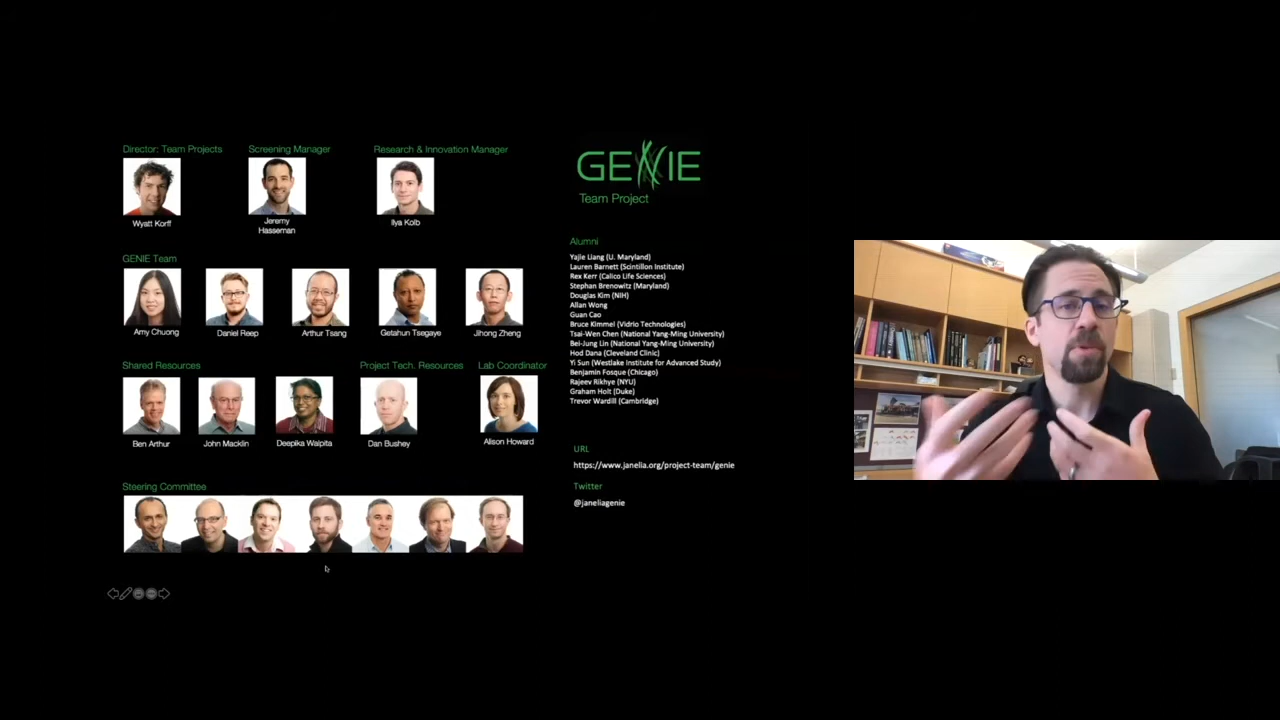 Director: Team Projects
Screening Manager
Research & Innovation Manager
Wyatt Korff
Jeremy
Hasseman
Ilya Kolb
GENIE Team
Amy Chuong
Daniel Reep
Arthur Tsang
Getahun Tsegaye
Jihong Zheng
Shared Resources
Project Tech. Resources
Lab Coordinator
Ben Arthur
John Macklin
Deepika Walpita
Dan Bushey
Alison Howard
Steering Committee
GENIE
Team Project
Alumni
Yajie Liang (U. Maryland)
Lauren Barnett (Scintillon Institute)
Rex Kerr (Calico Life Sciences)
Stephan Brenowitz (Maryland)
Douglas Kim (NIH)
Allan Wong
Guan Cao
Bruce Kimmel (Vidrio Technologies)
Tsai-Wen Chen (National Yang-Ming University)
Bei-Jung Lin (National Yang-Ming University)
Hod Dana (Cleveland Clinic)
Yi Sun (Westlake Institute for Advanced Study)
Benjamin Fosque (Chicago)
Rajeev Rikhye (NYU)
Graham Holt (Duke)
Trevor Wardill (Cambridge)
URL
https://www.janelia.org/project-team/genie
Twitter
@janeliagenie